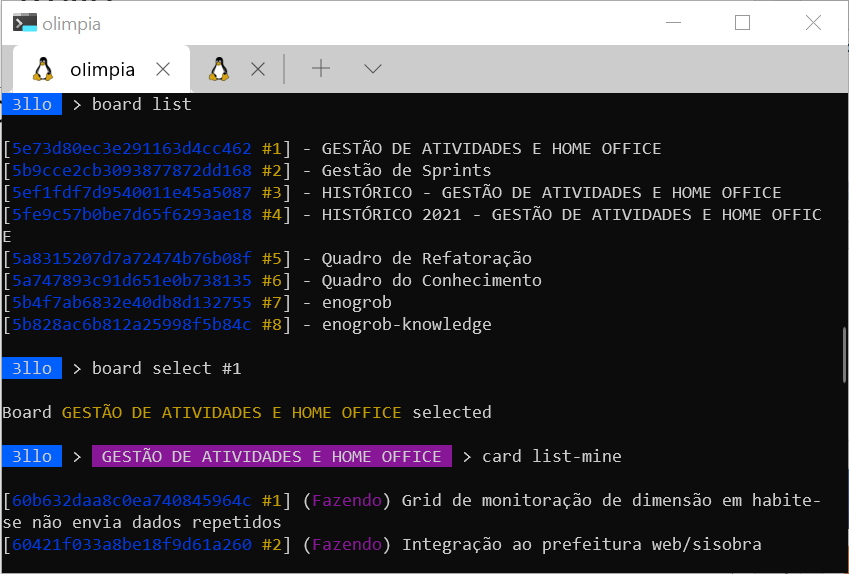 olimpia
olimpia
3llo > board list
[5e73d80ec3e291163d4cc462 #1] - GESTÃO DE ATIVIDADES E HOME OFFICE
[5b9cce2cb3093877872dd168 #2] - Gestão de Sprints
[5ef1fdf7d9540011e45a5087 #3] - HISTÓRICO - GESTÃO DE ATIVIDADES E HOME OFFICE
[5fe9c57b0be7d65f6293ae18 #4] - HISTÓRICO 2021 - GESTÃO DE ATIVIDADES E HOME OFFIC
E
[5a8315207d7a72474b76b08f #5] - Quadro de Refatoração
[5a747893c91d651e0b738135 #6] - Quadro do Conhecimento
[5b4f7ab6832e40db8d132755 #7] - enogrob
[5b828ac6b812a25998f5b84c #8] - enogrob-knowledge
3llo > board select #1
Board GESTÃO DE ATIVIDADES E HOME OFFICE selected
3llo > GESTÃO DE ATIVIDADES E HOME OFFICE > card list-mine
[60b632daa8c0ea740845964c #1] (Fazendo) Grid de monitoração de dimensão em habite-
se não envia dados repetidos
[60421f033a8be18f9d61a260 #2] (Fazendo) Integração ao prefeitura web/sisobra